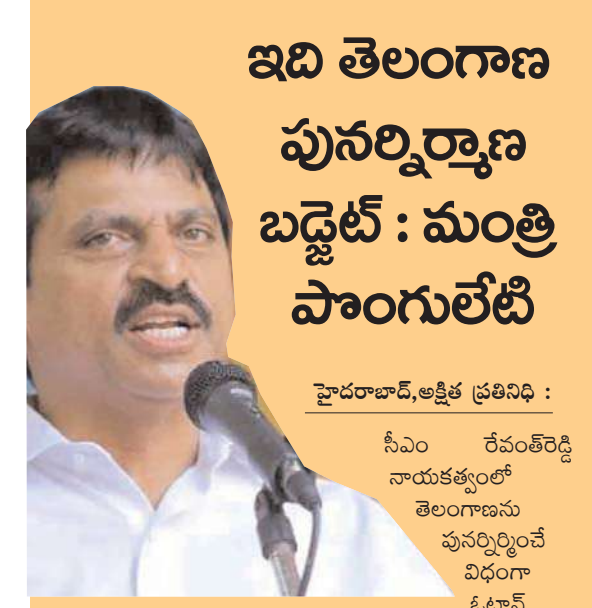 ఇది తెలంగాణ
పునర్నిర్మాణ
బడ్జెట్ : మంత్రి
పొంగులేటి
హైదరాబాద్,అక్షిత ప్రతినిధి :
సీఎం రేవంత్‌రెడ్డి
నాయకత్వంలో
తెలంగాణను
పునర్నిర్మించే
విధంగా